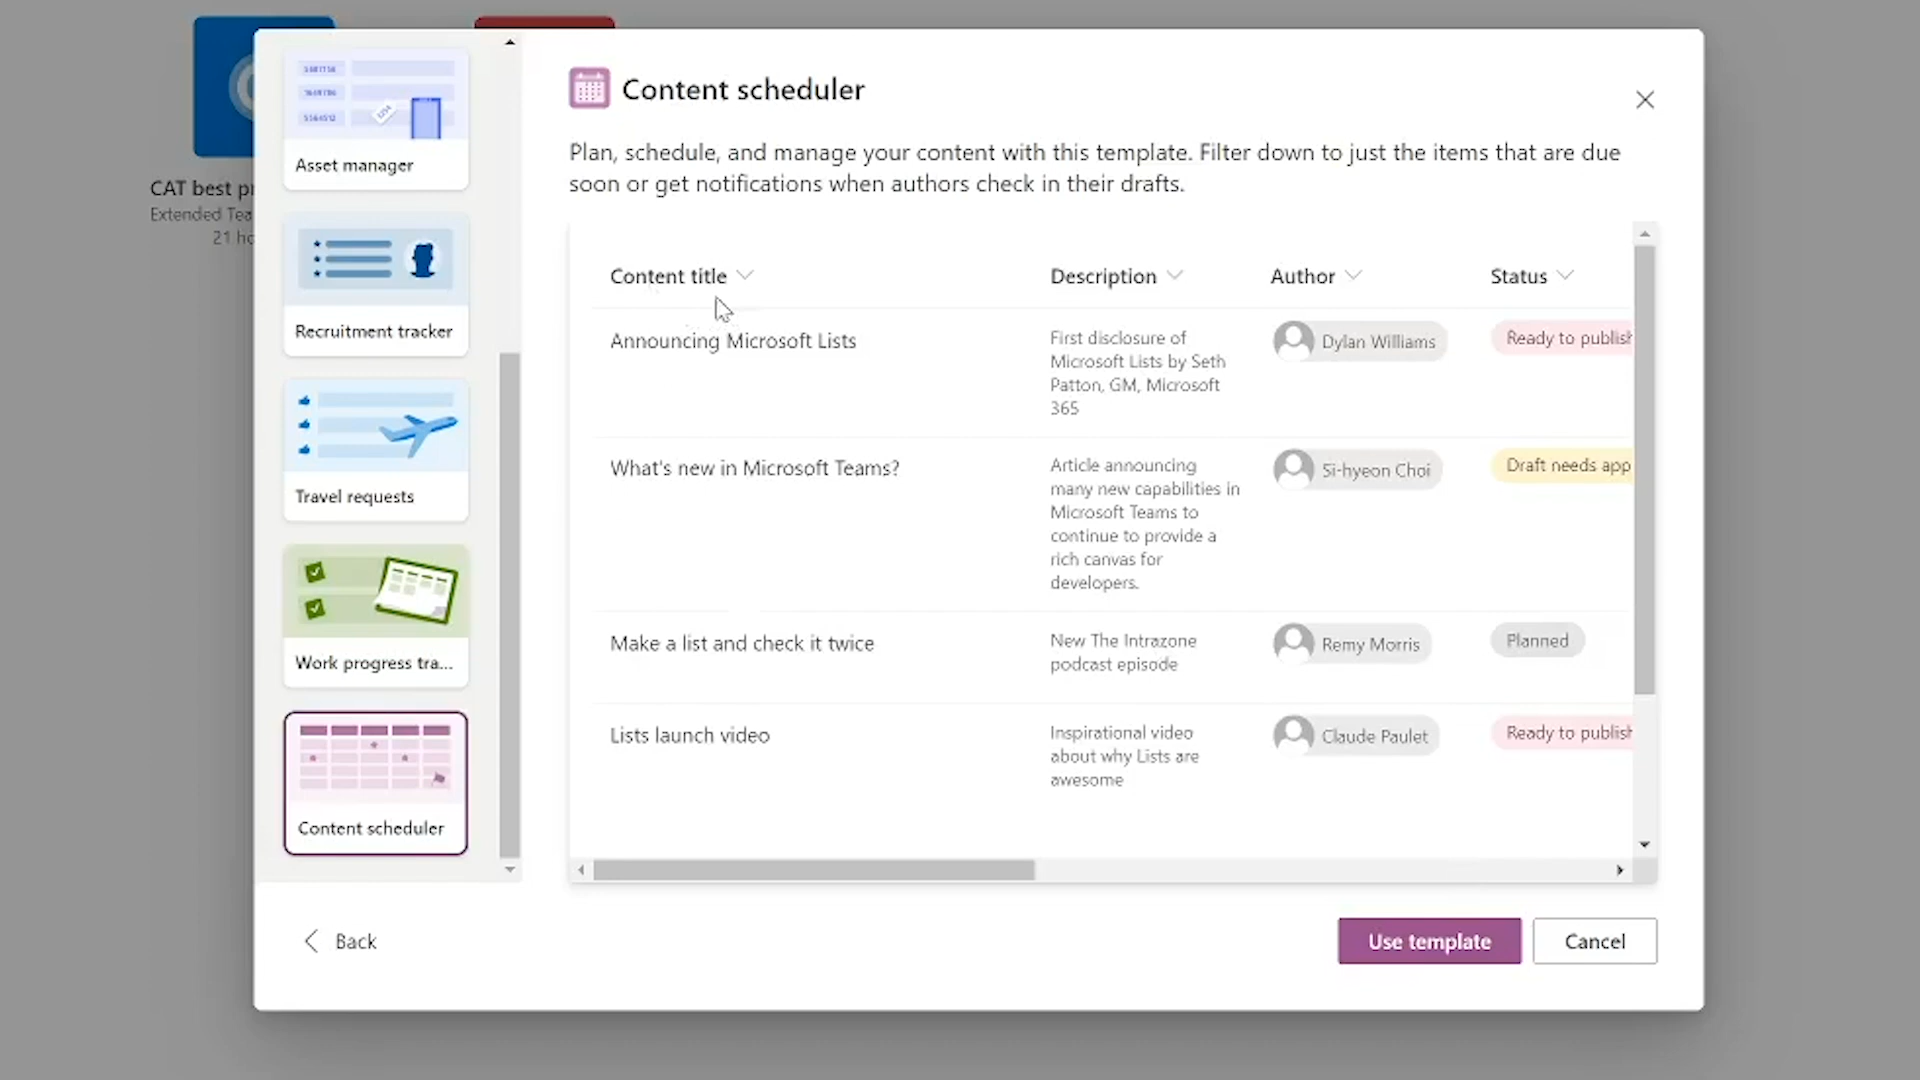 CAT best pr
Extended Tea
21 ho
5687156
Asset manager
Recruitment tracker
Travel requests
Work progress tra...
Content scheduler
Content scheduler
Plan, schedule, and manage your content with this template. Filter down to just the items that are due
soon or get notifications when authors check in their drafts.
Content title
Description
Author
Status
Announcing Microsoft Lists
First disclosure of
Microsoft Lists by Seth
Patton, GM, Microsoft
365
Dylan Williams
Ready to publish
What's new in Microsoft Teams?
Article announcing
many new capabilities in
Microsoft Teams to
continue to provide a
rich canvas for
developers.
Si-hyeon Choi
Draft needs app
Make a list and check it twice
New The Intrazone
podcast episode
Remy Morris
Planned
Lists launch video
Inspirational video
about why Lists are
awesome
Claude Paulet
Ready to publish
Back
Use template
Cancel